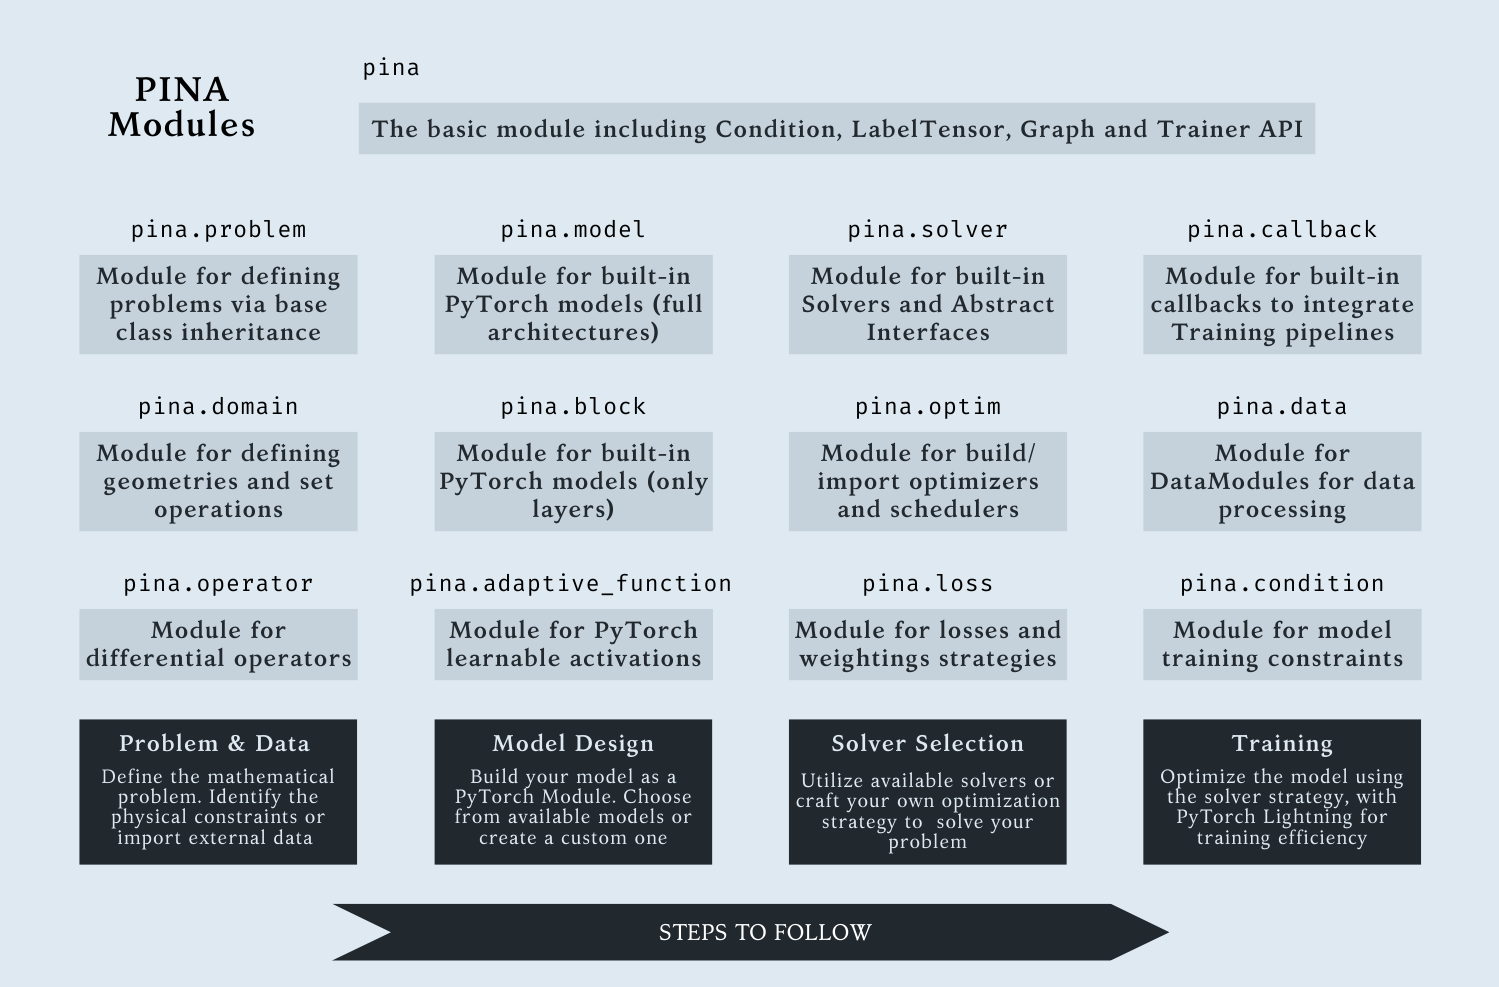 PINA
Modules
pina
The basic module including Condition, LabelTensor, Graph and Trainer API
pina.problem
Module for defining
problems via base
class inheritance
pina.model
Module for built-in
PyTorch models (full
architectures)
pina.solver
Module for built-in
Solvers and Abstract
Interfaces
pina.callback
Module for built-in
callbacks to integrate
Training pipelines
pina.domain
Module for defining
geometries and set
operations
pina.block
Module for built-in
PyTorch models (only
layers)
pina.optim
Module for build/
import optimizers
and schedulers
pina.data
Module for
DataModules for data
processing
pina.operator
Module for
differential operators
pina.adaptive_function
Module for PyTorch
learnable activations
pina.loss
Module for losses and
weightings strategies
pina.condition
Module for model
training constraints
Problem & Data
Define the mathematical
problem. Identify the
physical constraints or
import external data
Model Design
Build your model as a
PyTorch Module. Choose
from available models or
create a custom one
Solver Selection
Utilize available solvers or
craft your own optimization
strategy to  solve your
problem
Training
Optimize the model using
the solver strategy, with
PyTorch Lightning for
training efficiency
STEPS TO FOLLOW